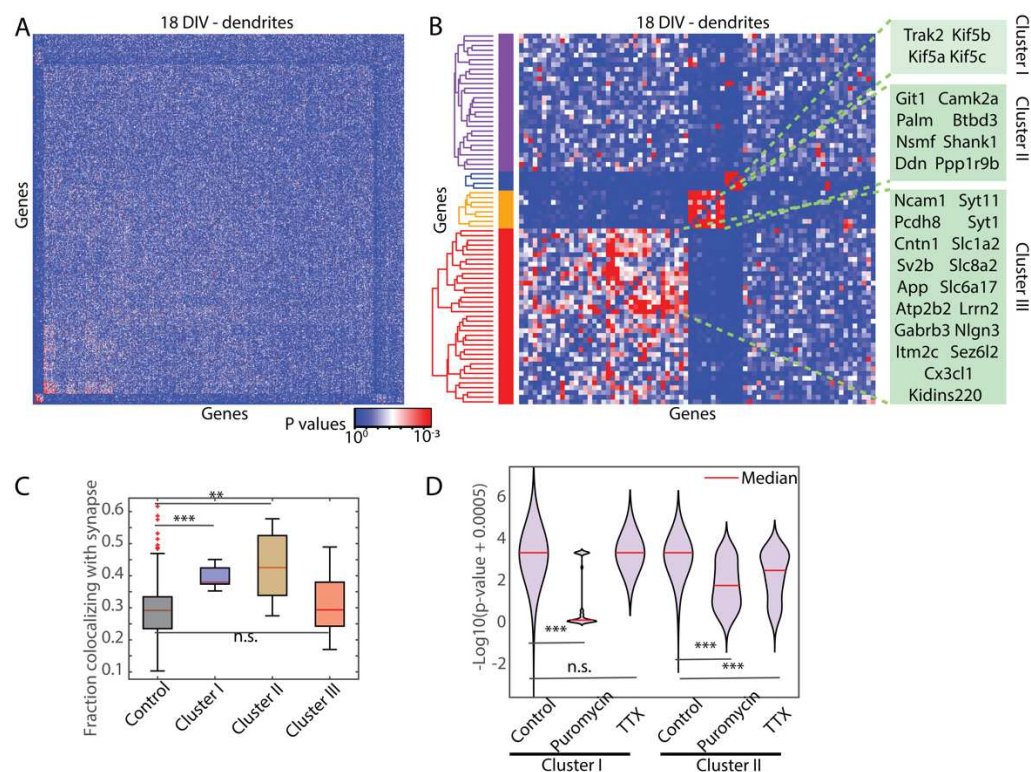 A
18 DIV - dendrites
Genes
Genes
P values
10⁰
10⁻³
B
18 DIV - dendrites
Genes
Genes
Trak2 Kif5b
Kif5a Kif5c
Cluster I
Git1 Camk2a
Palm Btbd3
Nsmf Shank1
Ddn Ppp1r9b
Cluster II
Ncam1 Syt11
Pcdh8 Syt1
Cntn1 Slc1a2
Sv2b Slc8a2
App Slc6a17
Atp2b2 Lrrn2
Gabrb3 Nlgn3
Itm2c Sez6l2
Cx3cl1
Kidins220
Cluster III
C
Fraction colocalizing with synapse
0.6
0.5
0.4
0.3
0.2
0.1
**
***
n.s.
Control
Cluster I
Cluster II
Cluster III
D
-Log10(p-value + 0.0005)
6
4
2
0
-2
Median
***
n.s.
***
***
Control
Puromycin
TTX
Control
Puromycin
TTX
Cluster I
Cluster II